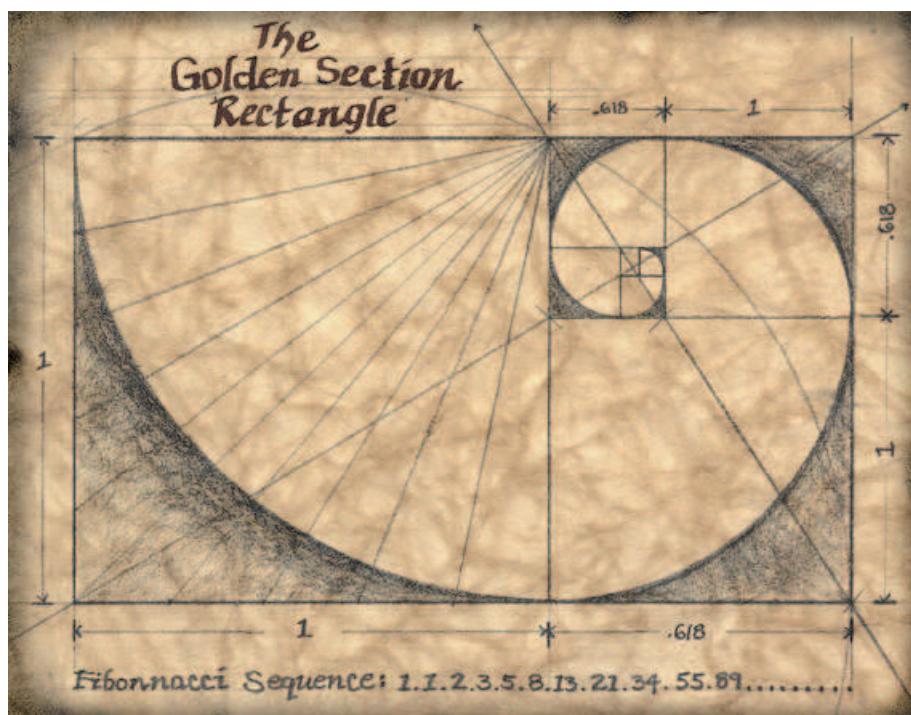 The
Golden Section
Rectangle
.618
1
.618
1
1
1
.618
Fibonnacci Sequence: 1.1.2.3.5.8.13.21.34.55.89.........